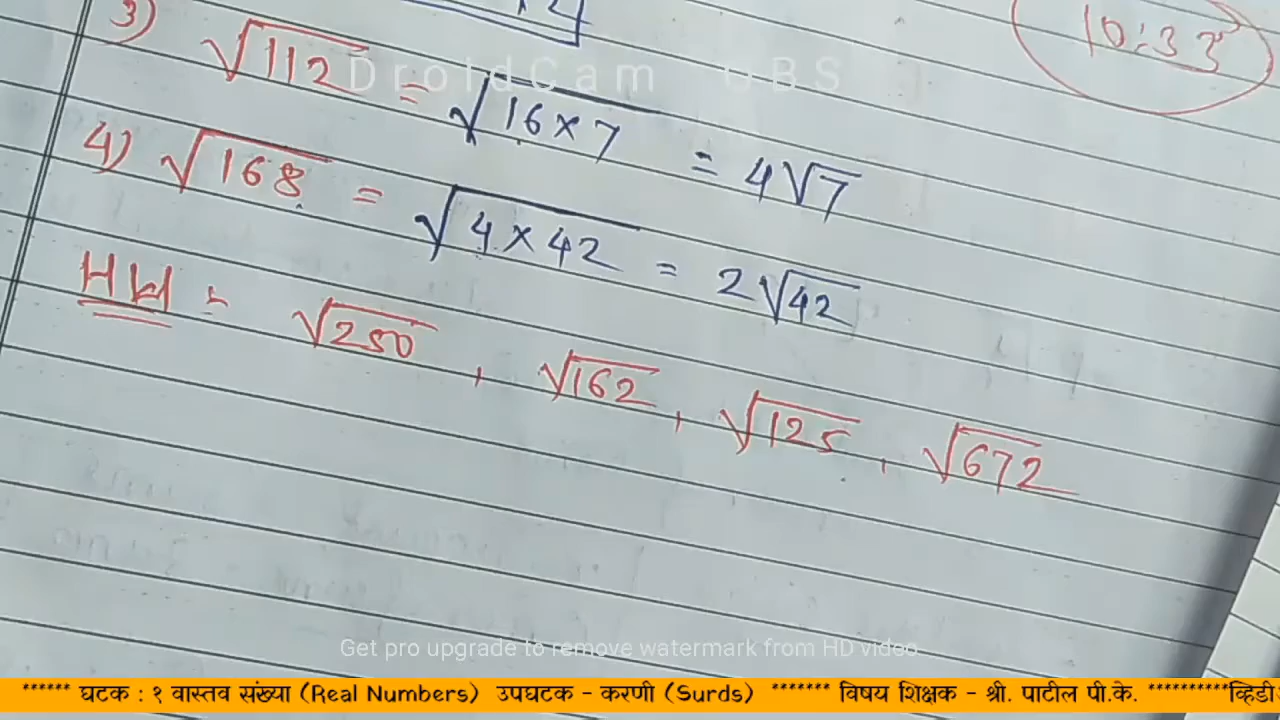 10:33
3) √112 = √16×7 = 4√7
4) √168 = √4×42 = 2√42
HW - √250, √162, √125, √672
DroidCam OBS
Get pro upgrade to remove watermark from HD video
****** घटक : १ वास्तव संख्या (Real Numbers) उपघटक - करणी (Surds) ******* विषय शिक्षक - श्री. पाटील पी.के. **********व्हिडी